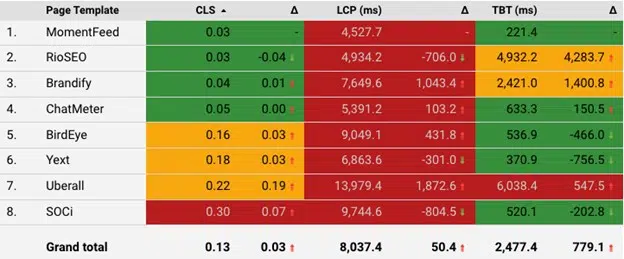 Page Template CLS ▲ Δ LCP (ms) Δ TBT (ms) Δ
1. MomentFeed 0.03 - 4,527.7 - 221.4 -
2. RioSEO 0.03 -0.04 ↓ 4,934.2 -706.0 ↓ 4,932.2 4,283.7 ↑
3. Brandify 0.04 0.01 ↑ 7,649.6 1,043.4 ↑ 2,421.0 1,400.8 ↑
4. ChatMeter 0.05 0.00 ↑ 5,391.2 103.2 ↑ 633.3 150.5 ↑
5. BirdEye 0.16 0.03 ↑ 9,049.1 431.8 ↑ 536.9 -466.0 ↓
6. Yext 0.18 0.03 ↑ 6,863.6 -301.0 ↓ 370.9 -756.5 ↓
7. Uberall 0.22 0.19 ↑ 13,979.4 1,872.6 ↑ 6,038.4 547.5 ↑
8. SOCi 0.30 0.07 ↑ 9,744.6 -804.5 ↓ 520.1 -202.8 ↓
Grand total 0.13 0.03 ↑ 8,037.4 50.4 ↑ 2,477.4 779.1 ↑